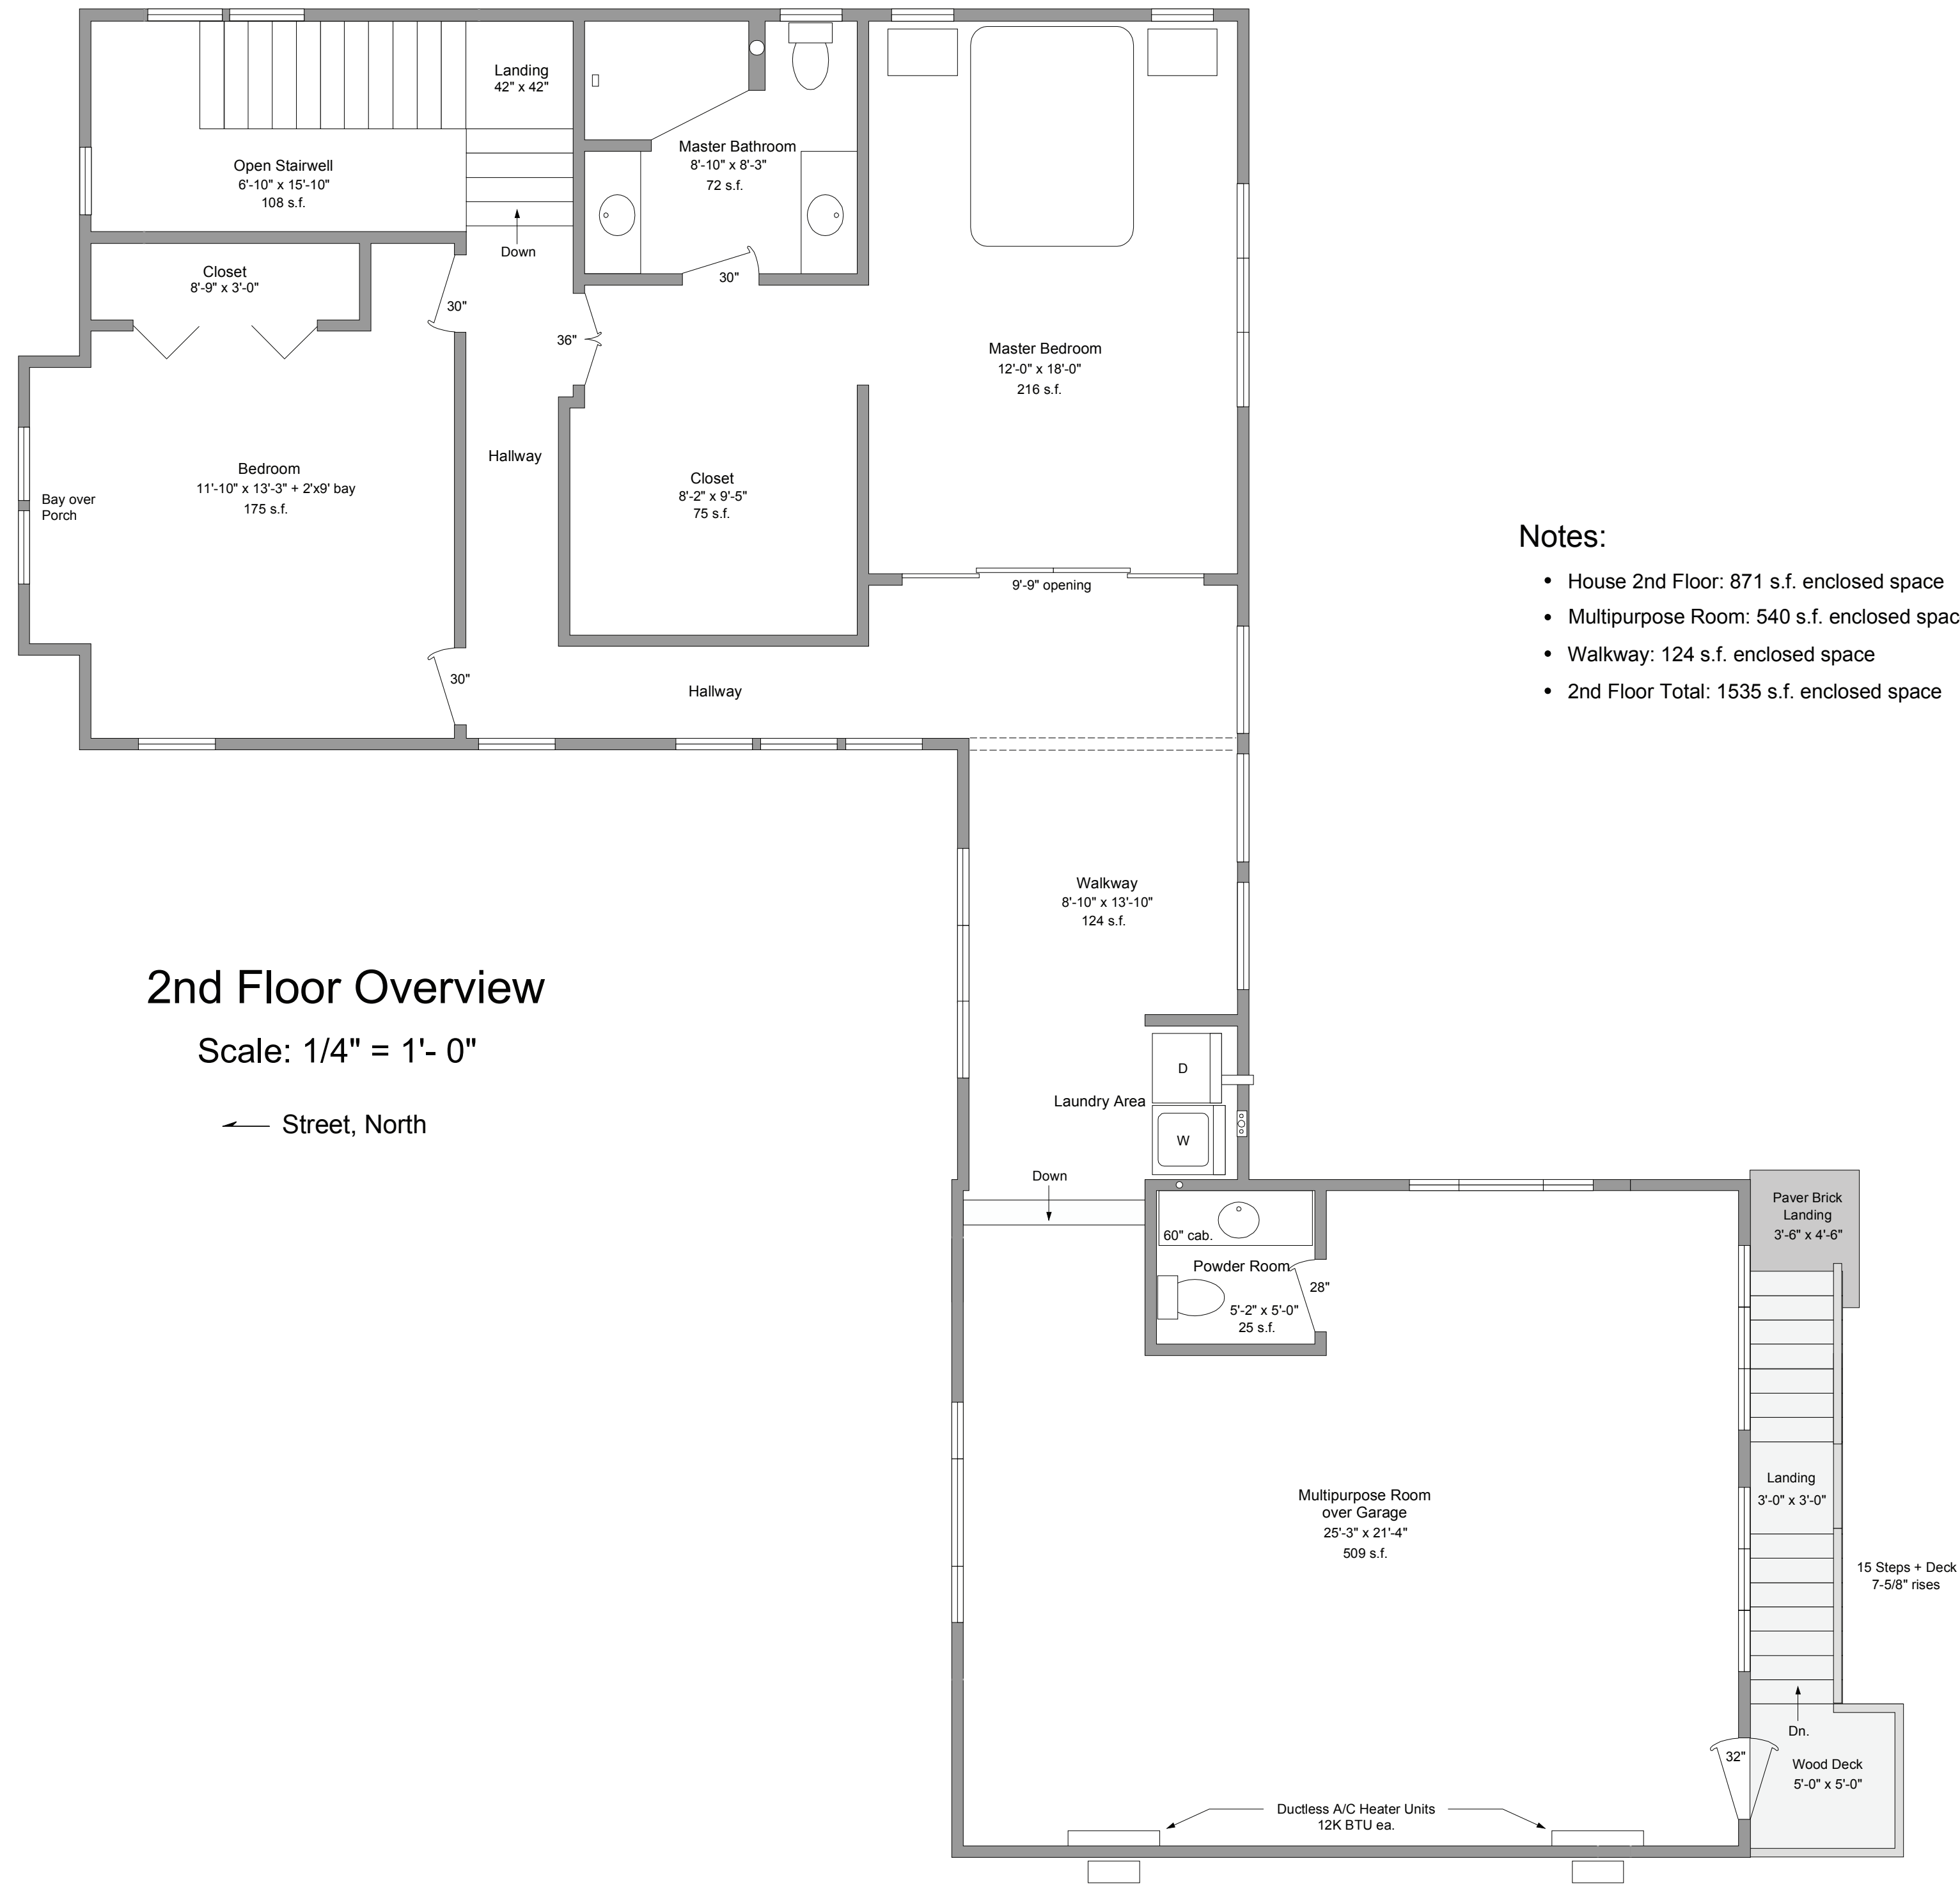 Landing
42" x 42"
Open Stairwell
6'-10" x 15'-10"
108 s.f.
Down
Master Bathroom
8'-10" x 8'-3"
72 s.f.
30"
Closet
8'-9" x 3'-0"
30"
36"
Master Bedroom
12'-0" x 18'-0"
216 s.f.
Hallway
Bedroom
11'-10" x 13'-3" + 2'x9' bay
175 s.f.
Bay over
Porch
Closet
8'-2" x 9'-5"
75 s.f.
9'-9" opening
30"
Hallway
Notes:
• House 2nd Floor: 871 s.f. enclosed space
• Multipurpose Room: 540 s.f. enclosed spac
• Walkway: 124 s.f. enclosed space
• 2nd Floor Total: 1535 s.f. enclosed space
Walkway
8'-10" x 13'-10"
124 s.f.
2nd Floor Overview
Scale: 1/4" = 1'- 0"
Street, North
D
Laundry Area
W
Down
60" cab.
Powder Room
28"
5'-2" x 5'-0"
25 s.f.
Paver Brick
Landing
3'-6" x 4'-6"
Landing
3'-0" x 3'-0"
Multipurpose Room
over Garage
25'-3" x 21'-4"
509 s.f.
15 Steps + Deck
7-5/8" rises
Dn.
32"
Wood Deck
5'-0" x 5'-0"
Ductless A/C Heater Units
12K BTU ea.